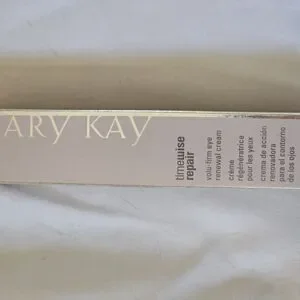 ARY KAY
timewise
repair
volu-firm eye
renewal cream
crème
régénératrice
pour les yeux
crema de acción
renovadora
para el contorno
de los ojos